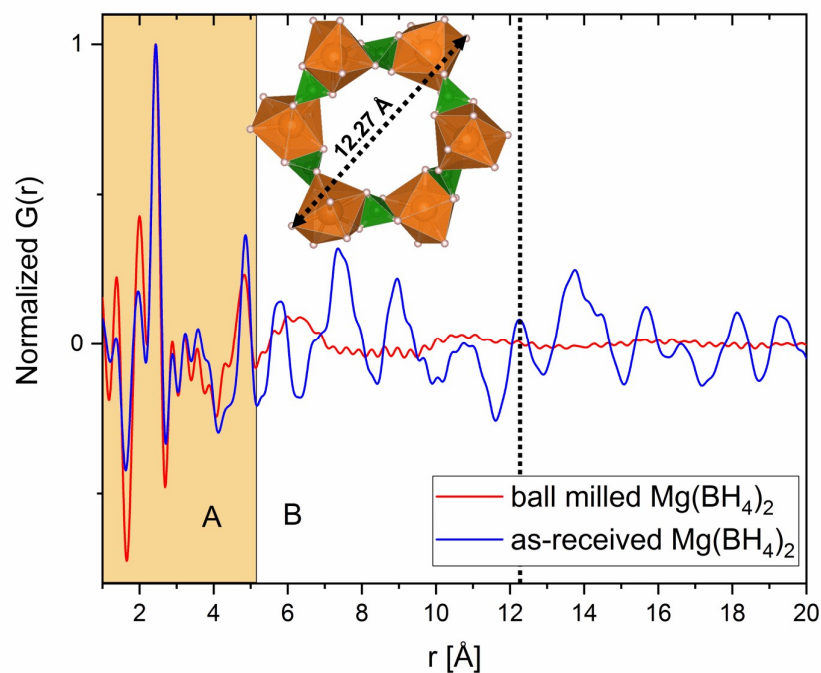 1
12.27 Å
Normalized G(r)
0
A
B
ball milled Mg(BH₄)₂
as-received Mg(BH₄)₂
2 4 6 8 10 12 14 16 18 20
r [Å]